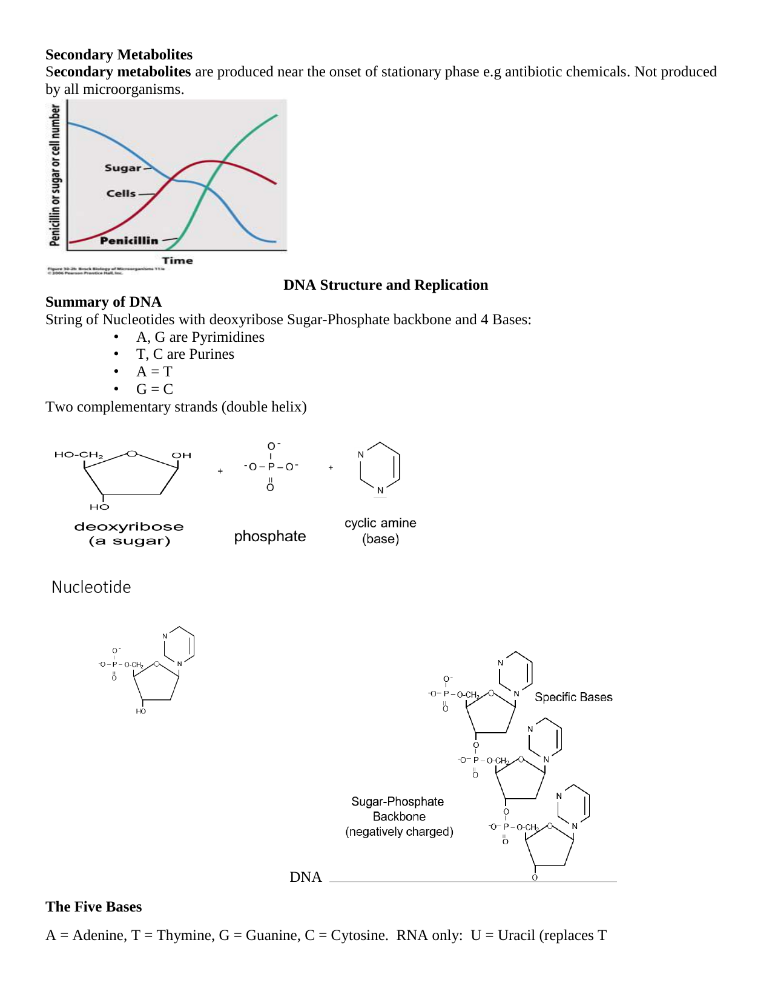 Secondary Metabolites
Secondary metabolites are produced near the onset of stationary phase e.g antibiotic chemicals. Not produced
by all microorganisms.
Penicillin or sugar or cell number
Sugar
Cells
Penicillin
Time
Figure 30-2b Brock Biology of Microorganisms 11/e
© 2006 Pearson Prentice Hall, Inc.
DNA Structure and Replication
Summary of DNA
String of Nucleotides with deoxyribose Sugar-Phosphate backbone and 4 Bases:
• A, G are Pyrimidines
• T, C are Purines
• A = T
• G = C
Two complementary strands (double helix)
HO-CH₂ O OH
HO
deoxyribose
(a sugar)
+
O⁻
⁻O – P – O⁻
O
phosphate
+
N
N
cyclic amine
(base)
Nucleotide
N
O⁻
⁻O – P – O-CH₂ O N
O
HO
N
O⁻
⁻O – P – O-CH₂ O N
O
Specific Bases
N
O
⁻O – P – O-CH₂ O N
O
N
Sugar-Phosphate
Backbone
(negatively charged)
O
⁻O – P – O-CH₂ O N
O
O
DNA
The Five Bases
A = Adenine, T = Thymine, G = Guanine, C = Cytosine.  RNA only:  U = Uracil (replaces T